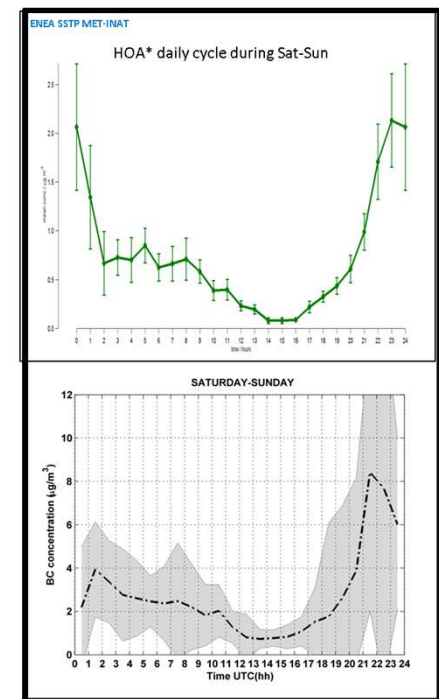 ENEA SSTP MET-INAT
HOA* daily cycle during Sat-Sun
2.5
2.0
1.5
1.0
0.5
0.0
0 1 2 3 4 5 6 7 8 9 10 11 12 13 14 15 16 17 18 19 20 21 22 23 24
time/Hours
SATURDAY-SUNDAY
BC concentration (µg/m³)
12
10
8
6
4
2
0
0 1 2 3 4 5 6 7 8 9 10 11 12 13 14 15 16 17 18 19 20 21 22 23 24
Time UTC(hh)